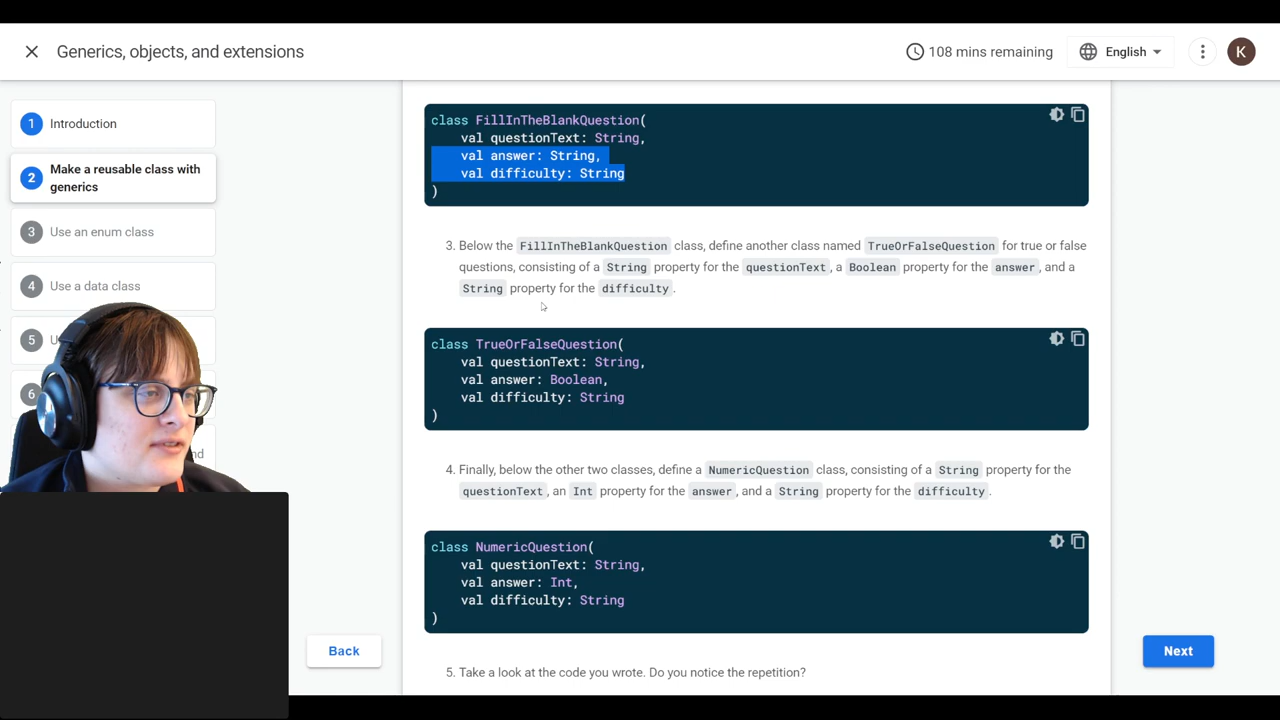 Generics, objects, and extensions
108 mins remaining
English
K
1 Introduction
2 Make a reusable class with generics
3 Use an enum class
4 Use a data class
5 U
6
nd
class FillInTheBlankQuestion(
val questionText: String,
val answer: String,
val difficulty: String
)
3. Below the FillInTheBlankQuestion class, define another class named TrueOrFalseQuestion for true or false
questions, consisting of a String property for the questionText, a Boolean property for the answer, and a
String property for the difficulty.
class TrueOrFalseQuestion(
val questionText: String,
val answer: Boolean,
val difficulty: String
)
4. Finally, below the other two classes, define a NumericQuestion class, consisting of a String property for the
questionText, an Int property for the answer, and a String property for the difficulty.
class NumericQuestion(
val questionText: String,
val answer: Int,
val difficulty: String
)
5. Take a look at the code you wrote. Do you notice the repetition?
Back
Next